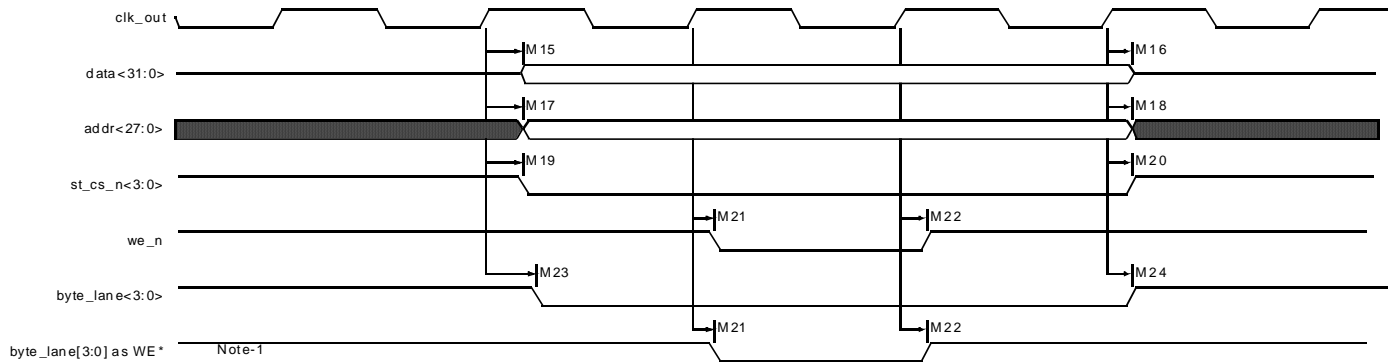 clk_out
M15 M16
data<31:0>
M17 M18
addr<27:0>
M19 M20
st_cs_n<3:0>
M21 M22
we_n
M23 M24
byte_lane<3:0>
M21 M22
byte_lane[3:0] as WE* Note-1